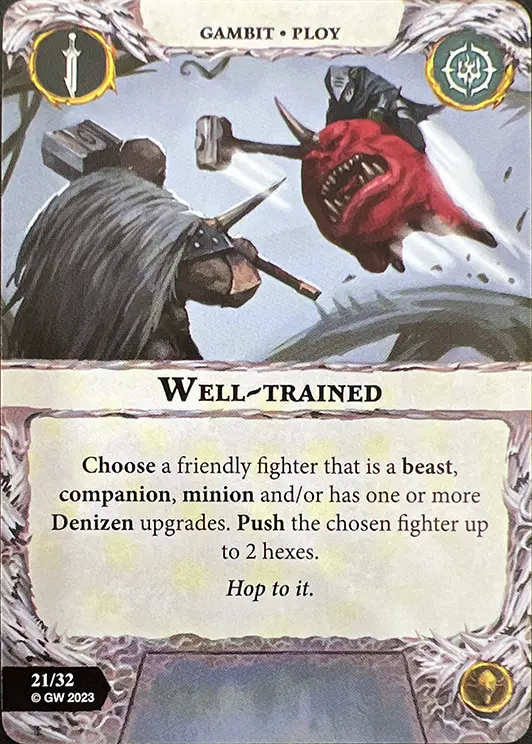 GAMBIT • PLOY
WELL-TRAINED
Choose a friendly fighter that is a beast,
companion, minion and/or has one or more
Denizen upgrades. Push the chosen fighter up
to 2 hexes.
Hop to it.
21/32
© GW 2023